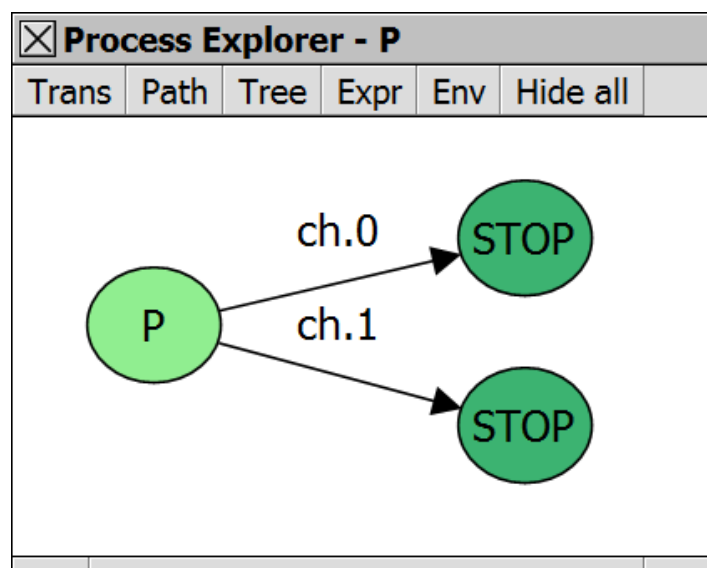 Process Explorer - P
Trans Path Tree Expr Env Hide all
ch.0
STOP
P
ch.1
STOP